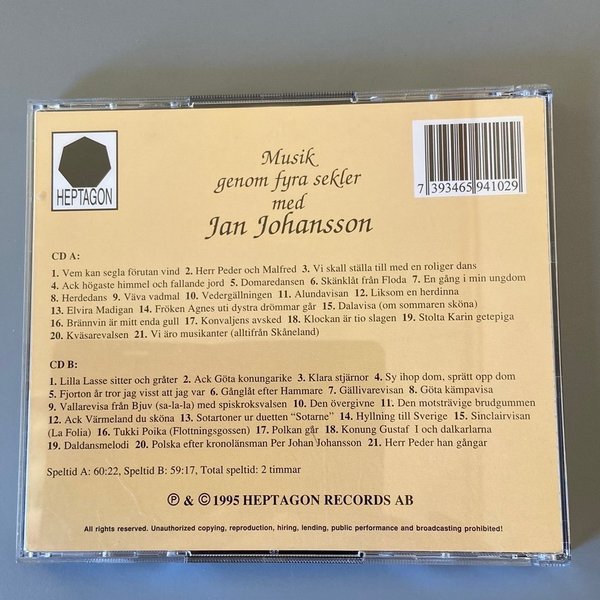 HEPTAGON
Musik
genom fyra sekler
med
Jan Johansson
7 393465 941029
CD A:
1. Vem kan segla förutan vind 2. Herr Peder och Malfred 3. Vi skall ställa till med en roliger dans
4. Ack högaste himmel och fallande jord 5. Domaredansen 6. Skänklåt från Floda 7. En gång i min ungdom
8. Herdedans 9. Väva vadmal 10. Vedergällningen 11. Alundavisan 12. Liksom en herdinna
13. Elvira Madigan 14. Fröken Agnes uti dystra drömmar går 15. Dalavisa (om sommaren sköna)
16. Brännvin är mitt enda gull 17. Konvaljens avsked 18. Klockan är tio slagen 19. Stolta Karin getepiga
20. Kväsarevalsen 21. Vi äro musikanter (alltifrån Skåneland)
CD B:
1. Lilla Lasse sitter och gråter 2. Ack Göta konungarike 3. Klara stjärnor 4. Sy ihop dom, sprätt opp dom
5. Fjorton år tror jag visst att jag var 6. Gånglåt efter Hammare 7. Gällivarevisan 8. Göta kämpavisa
9. Vallarevisa från Bjuv (sa-la-la) med spiskroksvalsen 10. Den övergivne 11. Den motsträvige brudgummen
12. Ack Värmeland du sköna 13. Sotartoner ur duetten "Sotarne" 14. Hyllning till Sverige 15. Sinclairvisan
(La Folia) 16. Tukki Poika (Flottningsgossen) 17. Polkan går 18. Konung Gustaf I och dalkarlarna
19. Daldansmelodi 20. Polska efter kronolänsman Per Johan Johansson 21. Herr Peder han gångar
Speltid A: 60:22, Speltid B: 59:17, Total speltid: 2 timmar
Ⓟ & © 1995 HEPTAGON RECORDS AB
All rights reserved. Unauthorized copying, reproduction, hiring, lending, public performance and broadcasting prohibited!